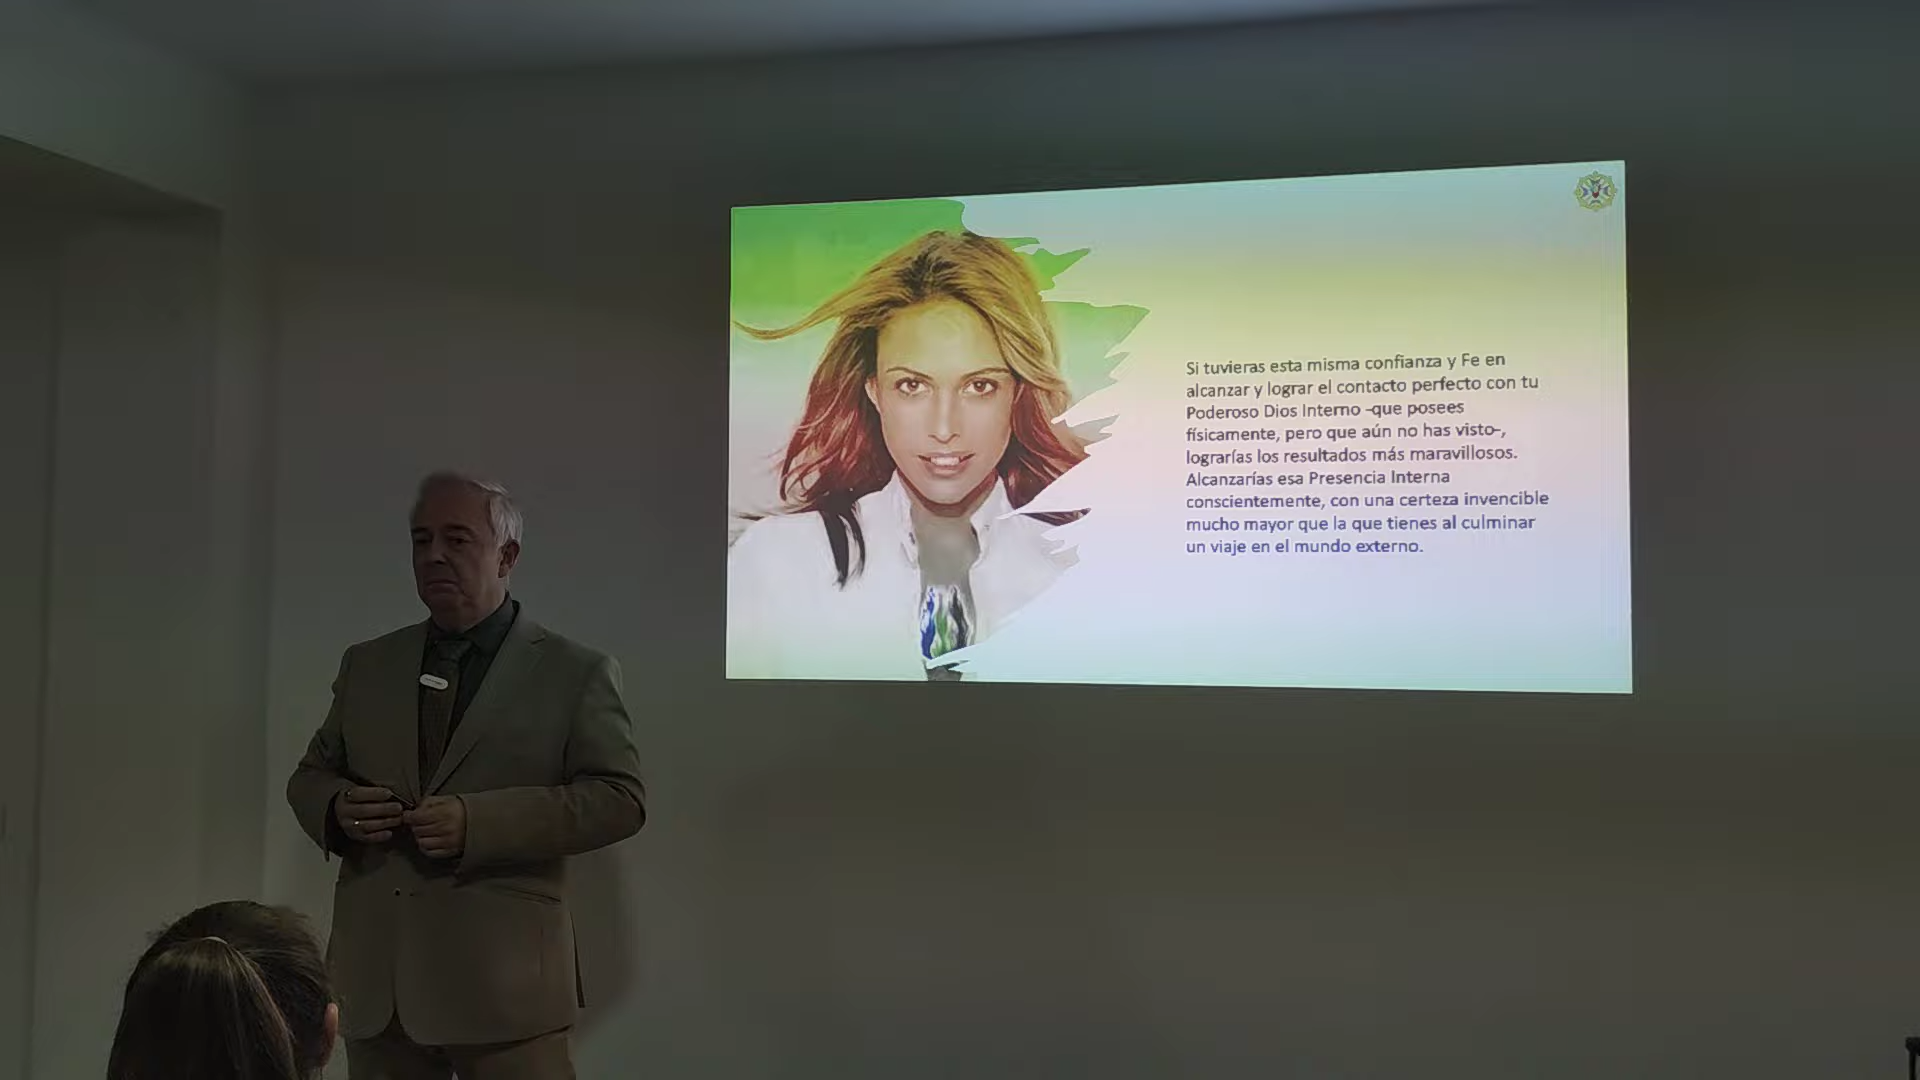 Si tuvieras esta misma confianza y Fe en
alcanzar y lograr el contacto perfecto con tu
Poderoso Dios Interno -que posees
físicamente, pero que aún no has visto-,
lograrías los resultados más maravillosos.
Alcanzarías esa Presencia Interna
conscientemente, con una certeza invencible
mucho mayor que la que tienes al culminar
un viaje en el mundo externo.